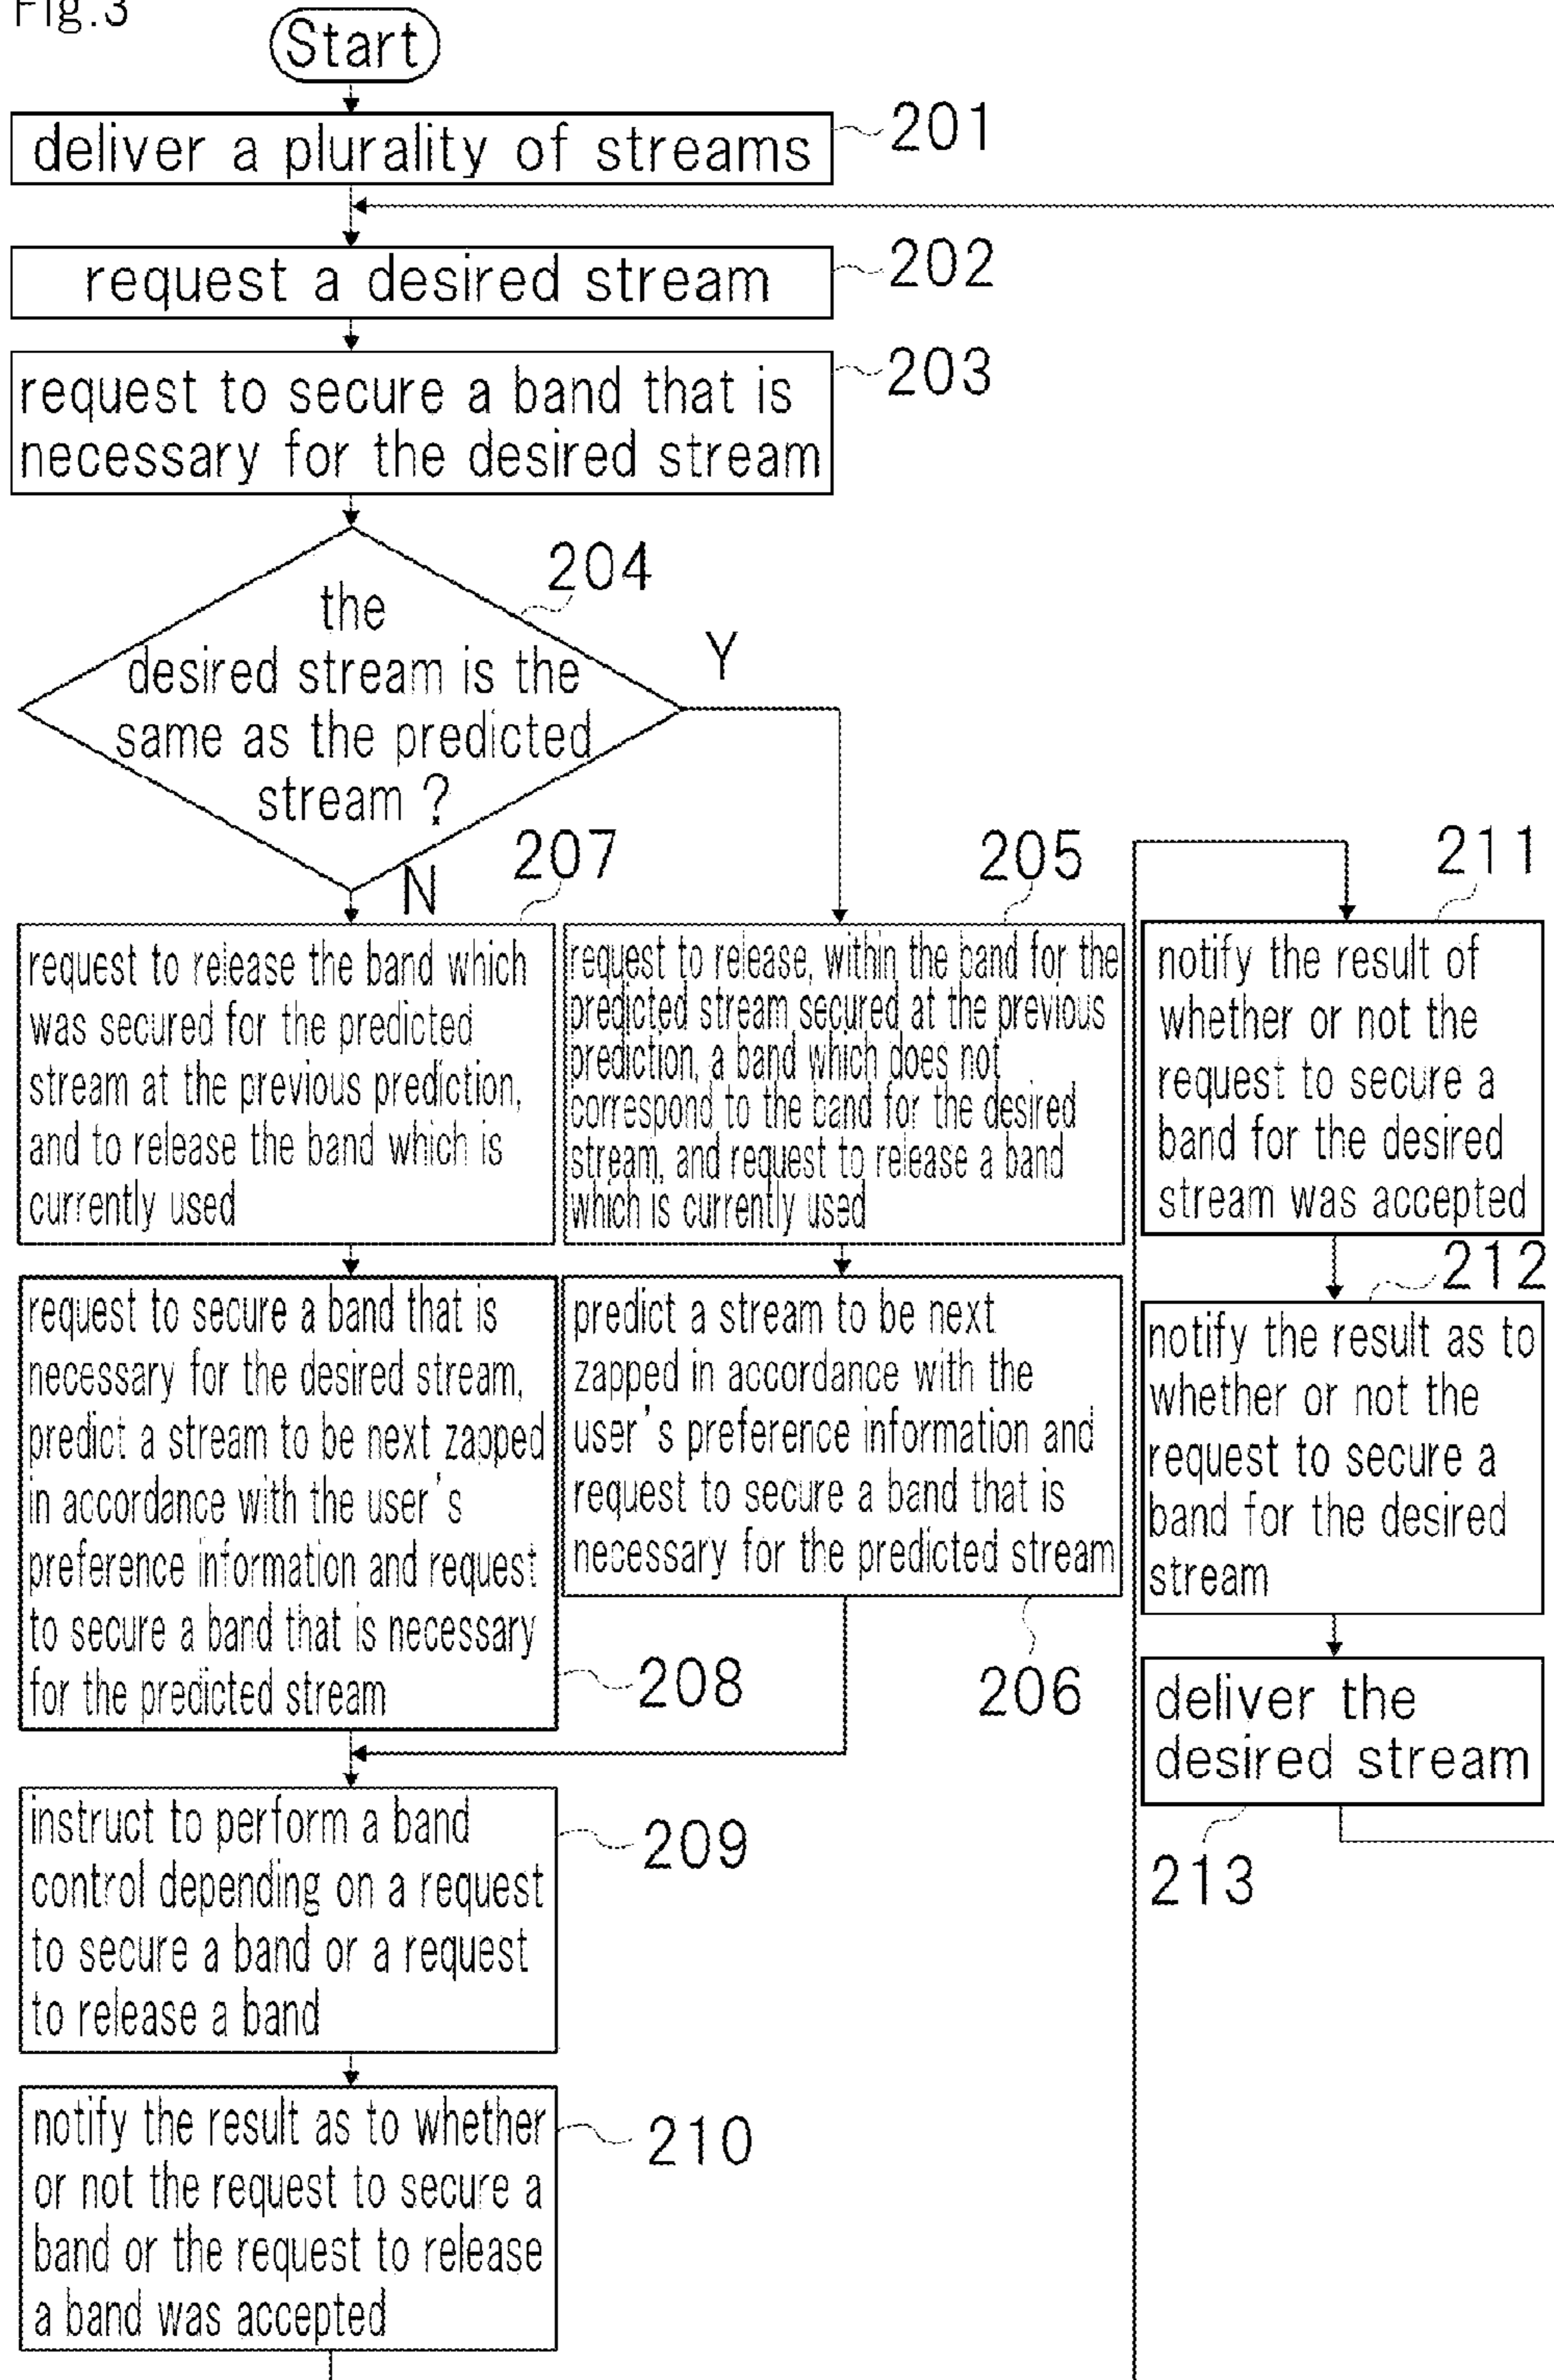 Fig.3
Start
deliver a plurality of streams
201
request a desired stream
202
request to secure a band that is
necessary for the desired stream
203
the
desired stream is the
same as the predicted
stream ?
204
Y
N
207
request to release the band which
was secured for the predicted
stream at the previous prediction,
and to release the band which is
currently used
205
request to release, within the band for the
predicted stream secured at the previous
prediction, a band which does not
correspond to the band for the desired
stream, and request to release a band
which is currently used
request to secure a band that is
necessary for the desired stream,
predict a stream to be next zapped
in accordance with the user's
preference information and request
to secure a band that is necessary
for the predicted stream
208
predict a stream to be next
zapped in accordance with the
user's preference information and
request to secure a band that is
necessary for the predicted stream
206
instruct to perform a band
control depending on a request
to secure a band or a request
to release a band
209
notify the result as to whether
or not the request to secure a
band or the request to release
a band was accepted
210
211
notify the result of
whether or not the
request to secure a
band for the desired
stream was accepted
212
notify the result as to
whether or not the
request to secure a
band for the desired
stream
deliver the
desired stream
213